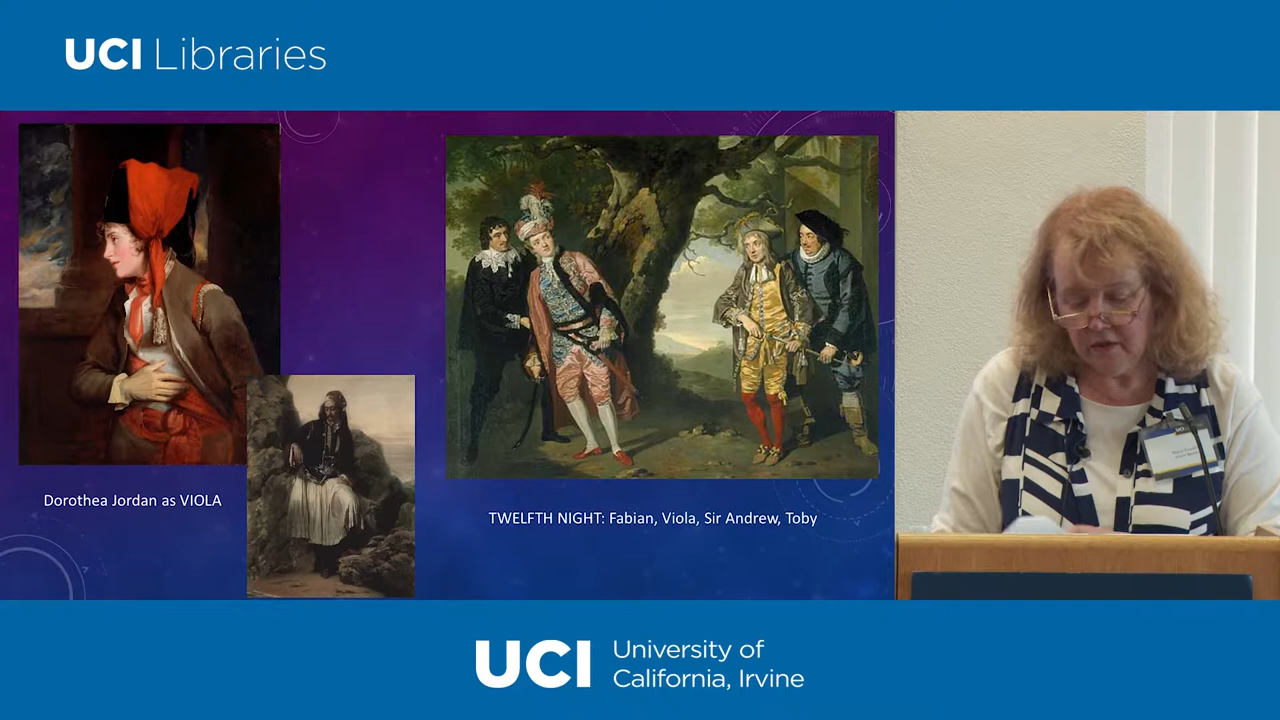 UCI Libraries
Dorothea Jordan as VIOLA
TWELFTH NIGHT: Fabian, Viola, Sir Andrew, Toby
UCI University of
California, Irvine